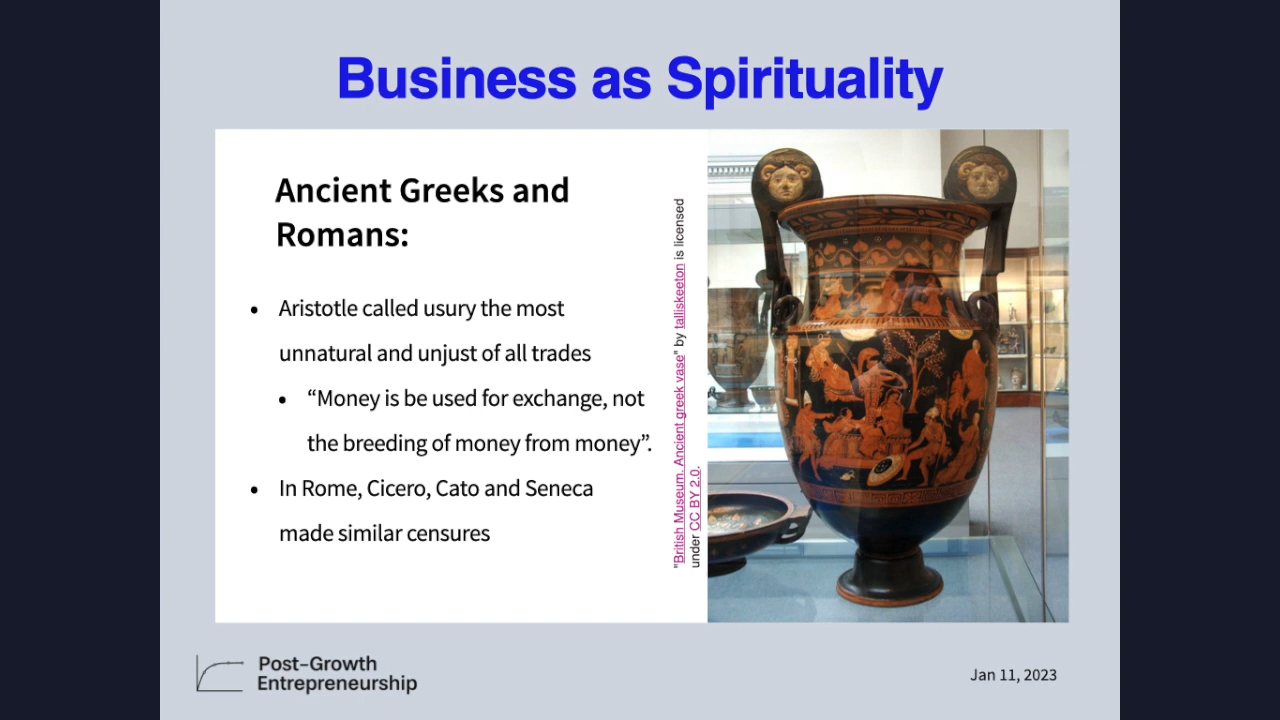 Business as Spirituality
Ancient Greeks and
Romans:
• Aristotle called usury the most
unnatural and unjust of all trades
• “Money is be used for exchange, not
the breeding of money from money”.
• In Rome, Cicero, Cato and Seneca
made similar censures
"British Museum. Ancient greek vase" by talliskeeton is licensed
under CC BY 2.0.
Post-Growth
Entrepreneurship
Jan 11, 2023